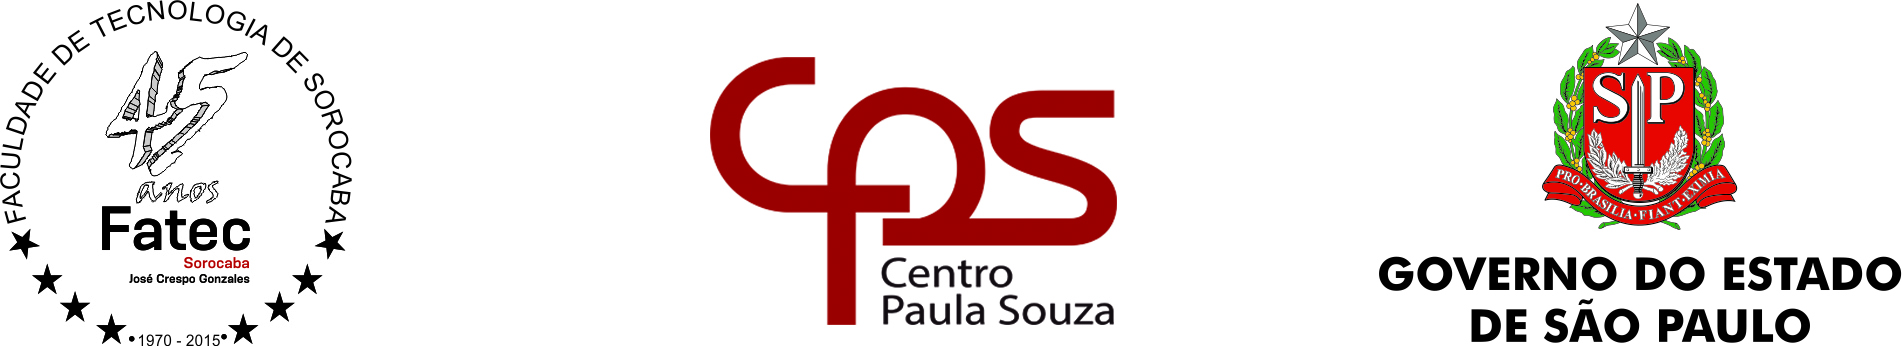 FACULDADE DE TECNOLOGIA DE SOROCABA
45
anos
Fatec
Sorocaba
José Crespo Gonzales
•1970 - 2015•
CPS
Centro
Paula Souza
SP
PRO·BRASILIA·FIANT·EXIMIA
GOVERNO DO ESTADO
DE SÃO PAULO